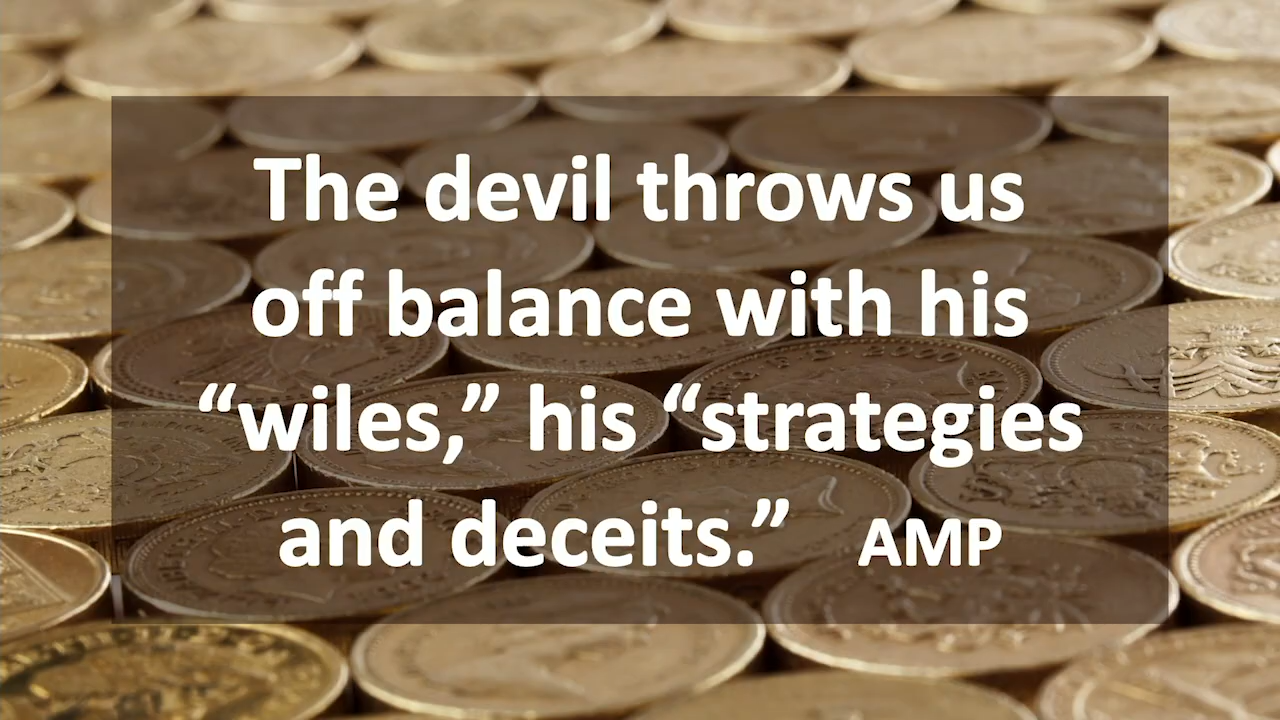 The devil throws us
off balance with his
“wiles,” his “strategies
and deceits.” AMP